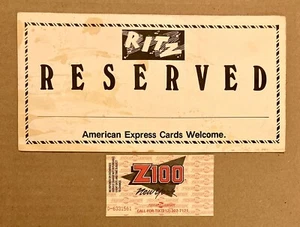 RITZ
RESERVED
American Express Cards Welcome.
Z100
New York